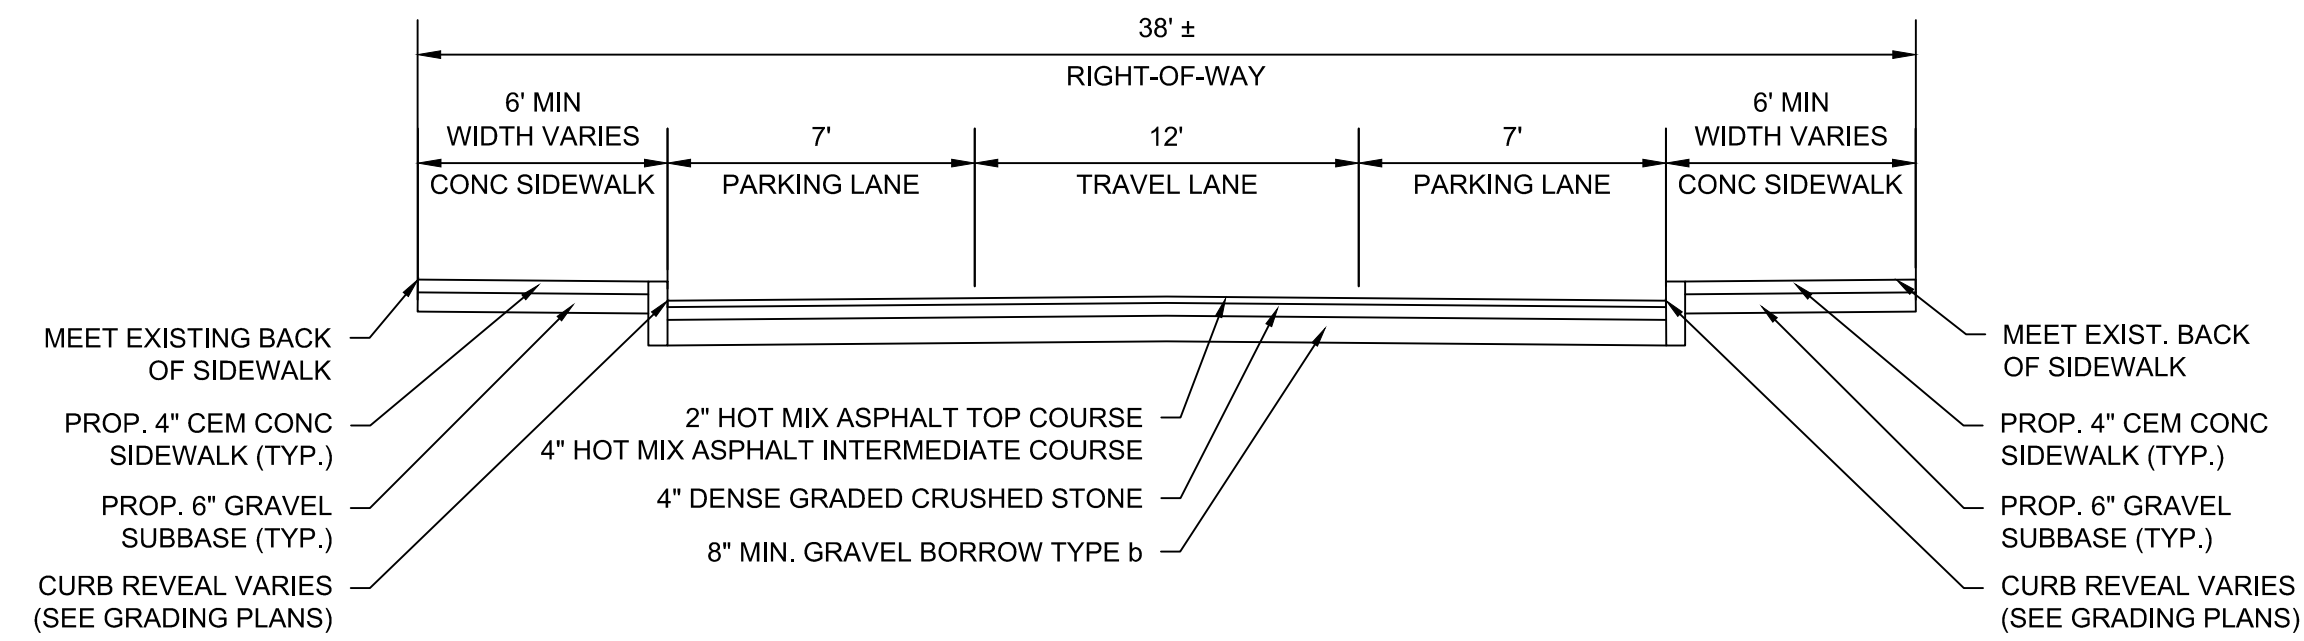 38' ±
RIGHT-OF-WAY
6' MIN
WIDTH VARIES
CONC SIDEWALK
7'
PARKING LANE
12'
TRAVEL LANE
7'
PARKING LANE
6' MIN
WIDTH VARIES
CONC SIDEWALK
MEET EXISTING BACK
OF SIDEWALK
PROP. 4" CEM CONC
SIDEWALK (TYP.)
PROP. 6" GRAVEL
SUBBASE (TYP.)
CURB REVEAL VARIES
(SEE GRADING PLANS)
2" HOT MIX ASPHALT TOP COURSE
4" HOT MIX ASPHALT INTERMEDIATE COURSE
4" DENSE GRADED CRUSHED STONE
8" MIN. GRAVEL BORROW TYPE b
MEET EXIST. BACK
OF SIDEWALK
PROP. 4" CEM CONC
SIDEWALK (TYP.)
PROP. 6" GRAVEL
SUBBASE (TYP.)
CURB REVEAL VARIES
(SEE GRADING PLANS)